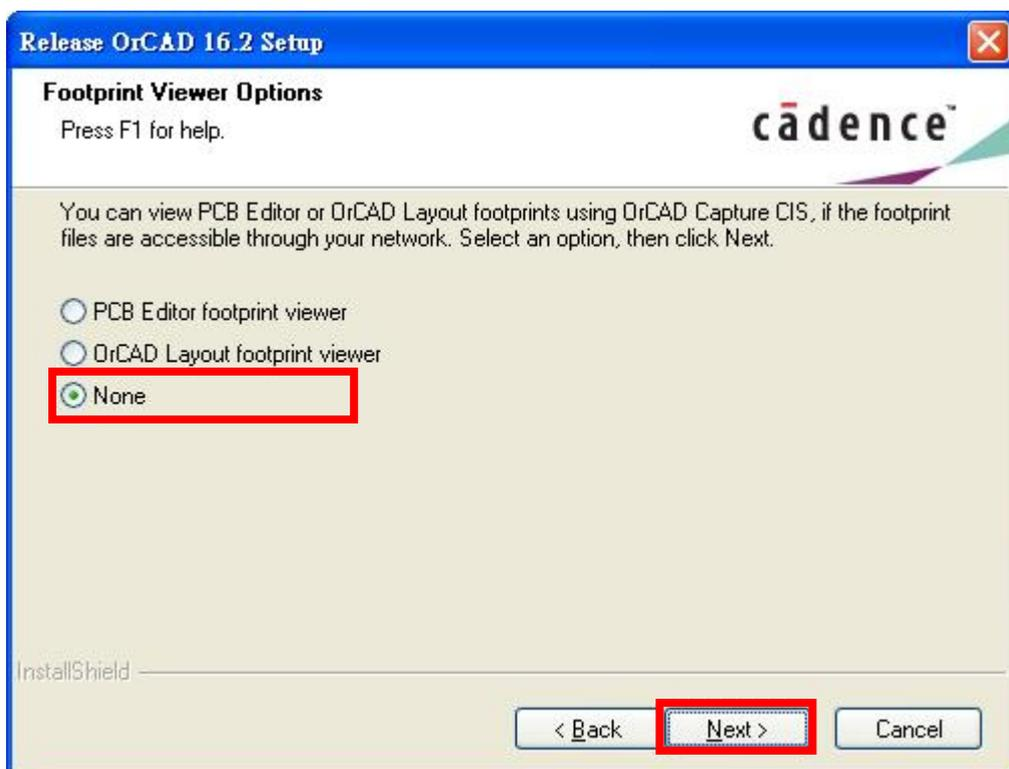 Release OrCAD 16.2 Setup
Footprint Viewer Options
Press F1 for help.
cādence™
You can view PCB Editor or OrCAD Layout footprints using OrCAD Capture CIS, if the footprint
files are accessible through your network. Select an option, then click Next.
PCB Editor footprint viewer
OrCAD Layout footprint viewer
None
InstallShield
< Back
Next >
Cancel